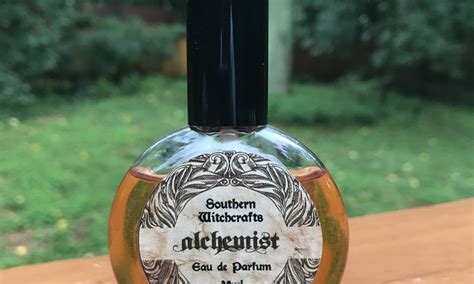 Southern
Witchcrafts
alchemist
Eau de Parfum